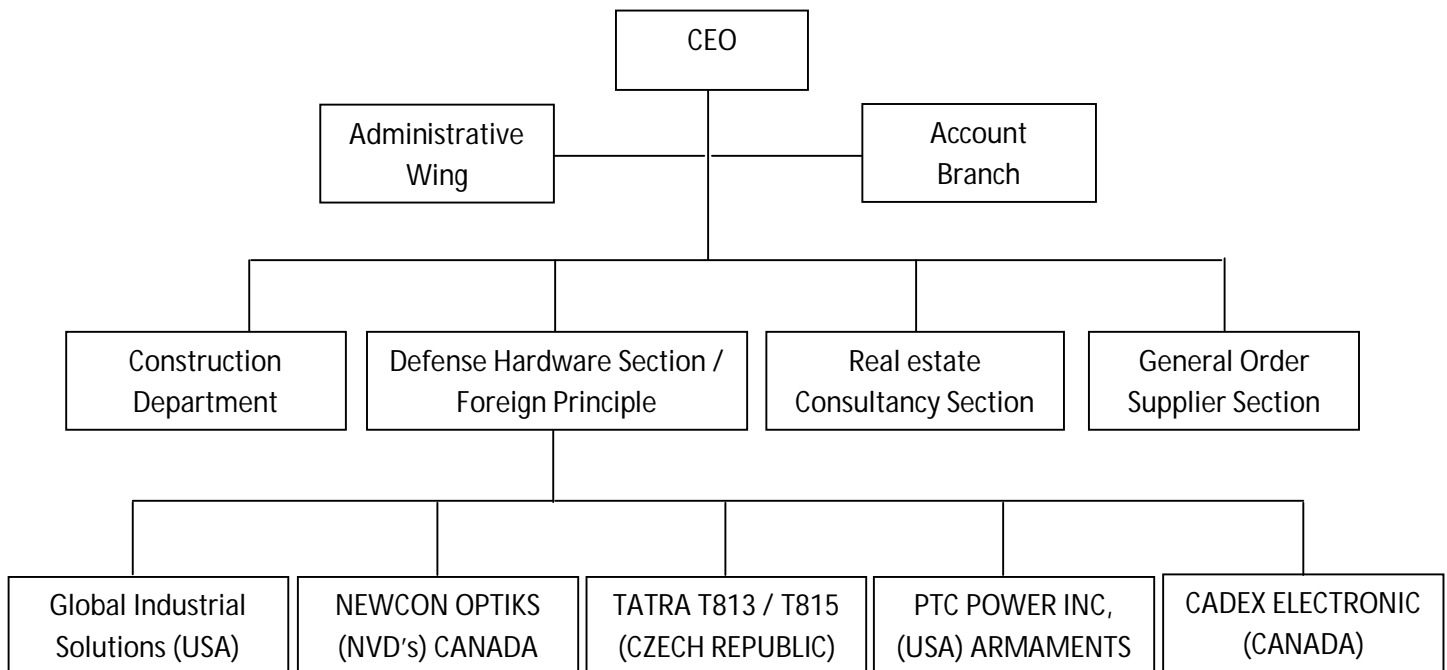 CEO
Administrative
Wing
Account
Branch
Construction
Department
Defense Hardware Section /
Foreign Principle
Real estate
Consultancy Section
General Order
Supplier Section
Global Industrial
Solutions (USA)
NEWCON OPTIKS
(NVD's) CANADA
TATRA T813 / T815
(CZECH REPUBLIC)
PTC POWER INC,
(USA) ARMAMENTS
CADEX ELECTRONIC
(CANADA)